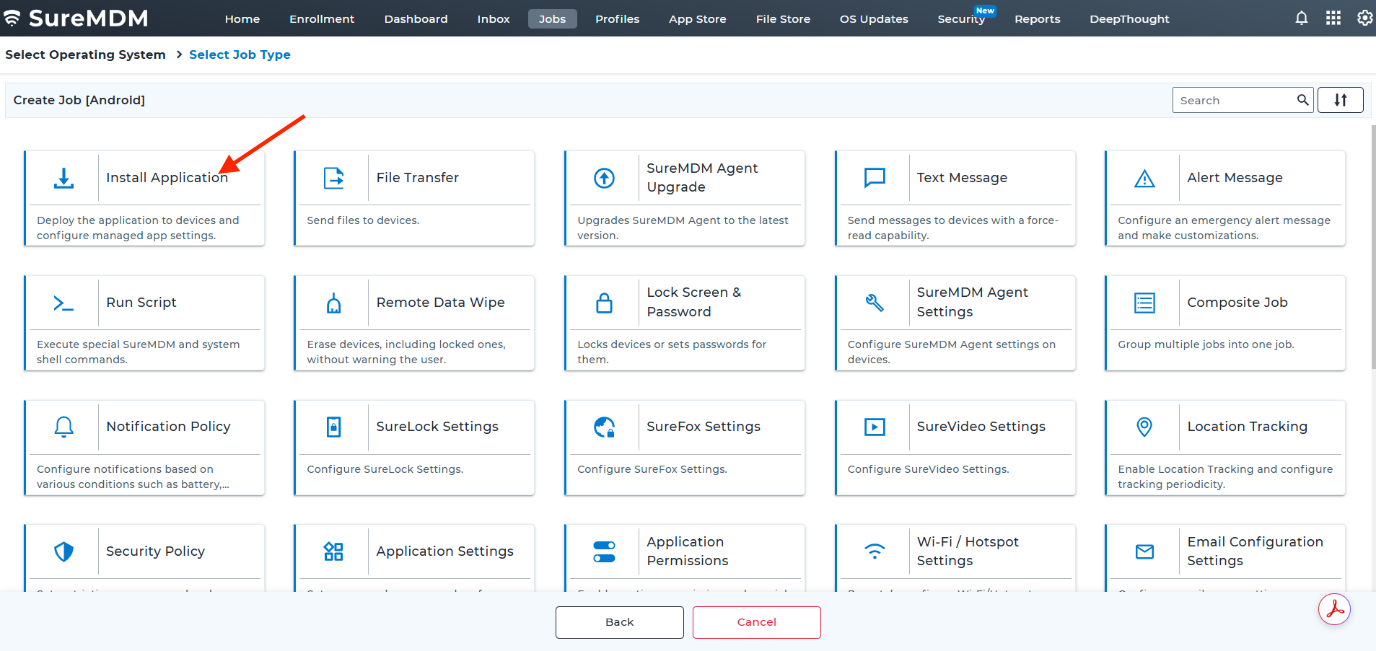 SureMDM
Home Enrollment Dashboard Inbox Jobs Profiles App Store File Store OS Updates Security New Reports DeepThought
Select Operating System > Select Job Type
Create Job [Android]
Search
Install Application
Deploy the application to devices and
configure managed app settings.
File Transfer
Send files to devices.
SureMDM Agent
Upgrade
Upgrades SureMDM Agent to the latest
version.
Text Message
Send messages to devices with a force-
read capability.
Alert Message
Configure an emergency alert message
and make customizations.
Run Script
Execute special SureMDM and system
shell commands.
Remote Data Wipe
Erase devices, including locked ones,
without warning the user.
Lock Screen &
Password
Locks devices or sets passwords for
them.
SureMDM Agent
Settings
Configure SureMDM Agent settings on
devices.
Composite Job
Group multiple jobs into one job.
Notification Policy
Configure notifications based on
various conditions such as battery,...
SureLock Settings
Configure SureLock Settings.
SureFox Settings
Configure SureFox Settings.
SureVideo Settings
Configure SureVideo Settings.
Location Tracking
Enable Location Tracking and configure
tracking periodicity.
Security Policy
Application Settings
Application
Permissions
Wi-Fi / Hotspot
Settings
Email Configuration
Settings
Back
Cancel